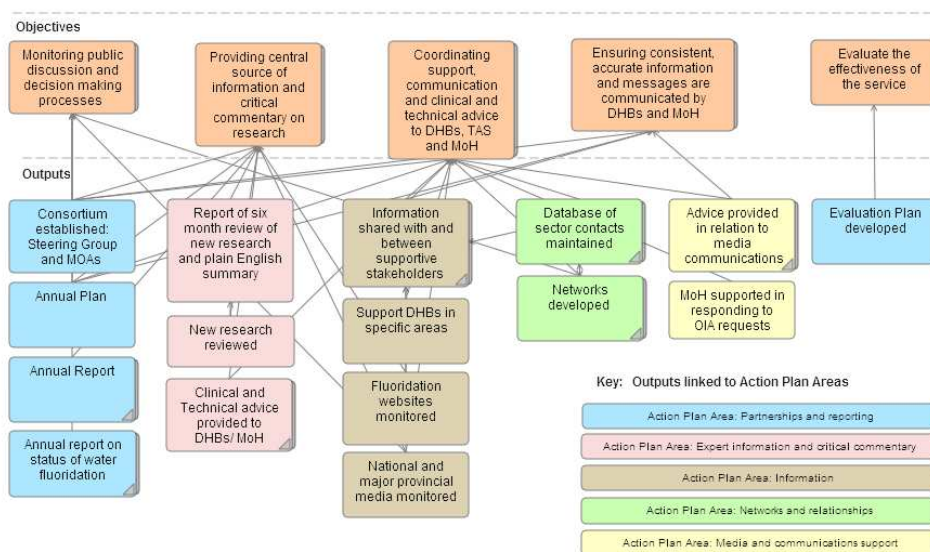 Objectives
Monitoring public
discussion and
decision making
processes
Providing central
source of
information and
critical
commentary on
research
Coordinating
support,
communication
and clinical and
technical advice
to DHBs, TAS
and MoH
Ensuring consistent,
accurate information
and messages are
communicated by
DHBs and MoH
Evaluate the
effectiveness of
the service
Outputs
Consortium
established:
Steering Group
and MOAs
Annual Plan
Annual Report
Annual report on
status of water
fluoridation
Report of six
month review of
new research
and plain English
summary
New research
reviewed
Clinical and
Technical advice
provided to
DHBs/ MoH
Information
shared with and
between
supportive
stakeholders
Support DHBs in
specific areas
Fluoridation
websites
monitored
National and
major provincial
media monitored
Database of
sector contacts
maintained
Networks
developed
Advice provided
in relation to
media
communications
MoH supported in
responding to
OIA requests
Evaluation Plan
developed
Key: Outputs linked to Action Plan Areas
Action Plan Area: Partnerships and reporting
Action Plan Area: Expert information and critical commentary
Action Plan Area: Information
Action Plan Area: Networks and relationships
Action Plan Area: Media and communications support